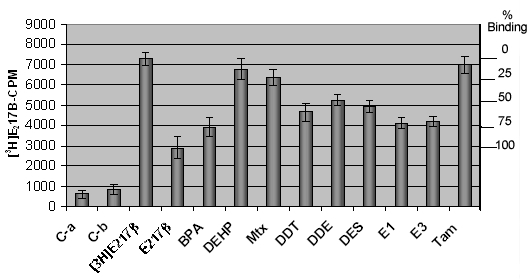 %
Binding
9000
8000
7000
6000
5000
4000
3000
2000
1000
0
[³H]E₂17B-CPM
0
25
50
75
100
C-a
C-b
[3H]E217β
E217β
BPA
DEHP
Mtx
DDT
DDE
DES
E1
E3
Tam